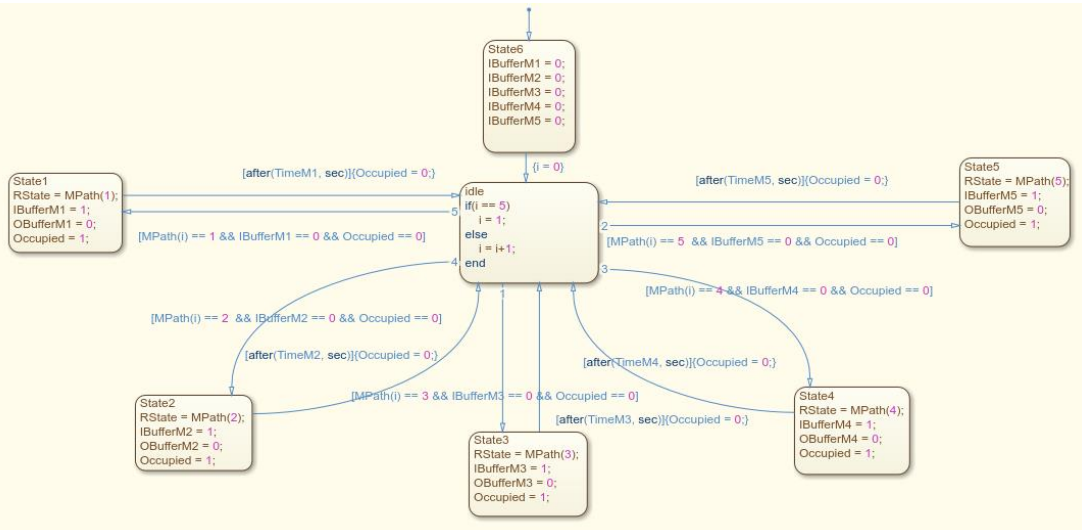 State6
IBufferM1 = 0;
IBufferM2 = 0;
IBufferM3 = 0;
IBufferM4 = 0;
IBufferM5 = 0;
{i = 0}
[after(TimeM1, sec)]{Occupied = 0;}
[after(TimeM5, sec)]{Occupied = 0;}
State1
RState = MPath(1);
IBufferM1 = 1;
OBufferM1 = 0;
Occupied = 1;
idle
if(i == 5)
i = 1;
else
i = i+1;
end
State5
RState = MPath(5);
IBufferM5 = 1;
OBufferM5 = 0;
Occupied = 1;
5
[MPath(i) == 1 && IBufferM1 == 0 && Occupied == 0]
2
[MPath(i) == 5 && IBufferM5 == 0 && Occupied == 0]
4
3
1
[MPath(i) == 4 && IBufferM4 == 0 && Occupied == 0]
[MPath(i) == 2 && IBufferM2 == 0 && Occupied == 0]
[after(TimeM2, sec)]{Occupied = 0;}
[after(TimeM4, sec)]{Occupied = 0;}
[MPath(i) == 3 && IBufferM3 == 0 && Occupied == 0]
[after(TimeM3, sec)]{Occupied = 0;}
State2
RState = MPath(2);
IBufferM2 = 1;
OBufferM2 = 0;
Occupied = 1;
State3
RState = MPath(3);
IBufferM3 = 1;
OBufferM3 = 0;
Occupied = 1;
State4
RState = MPath(4);
IBufferM4 = 1;
OBufferM4 = 0;
Occupied = 1;